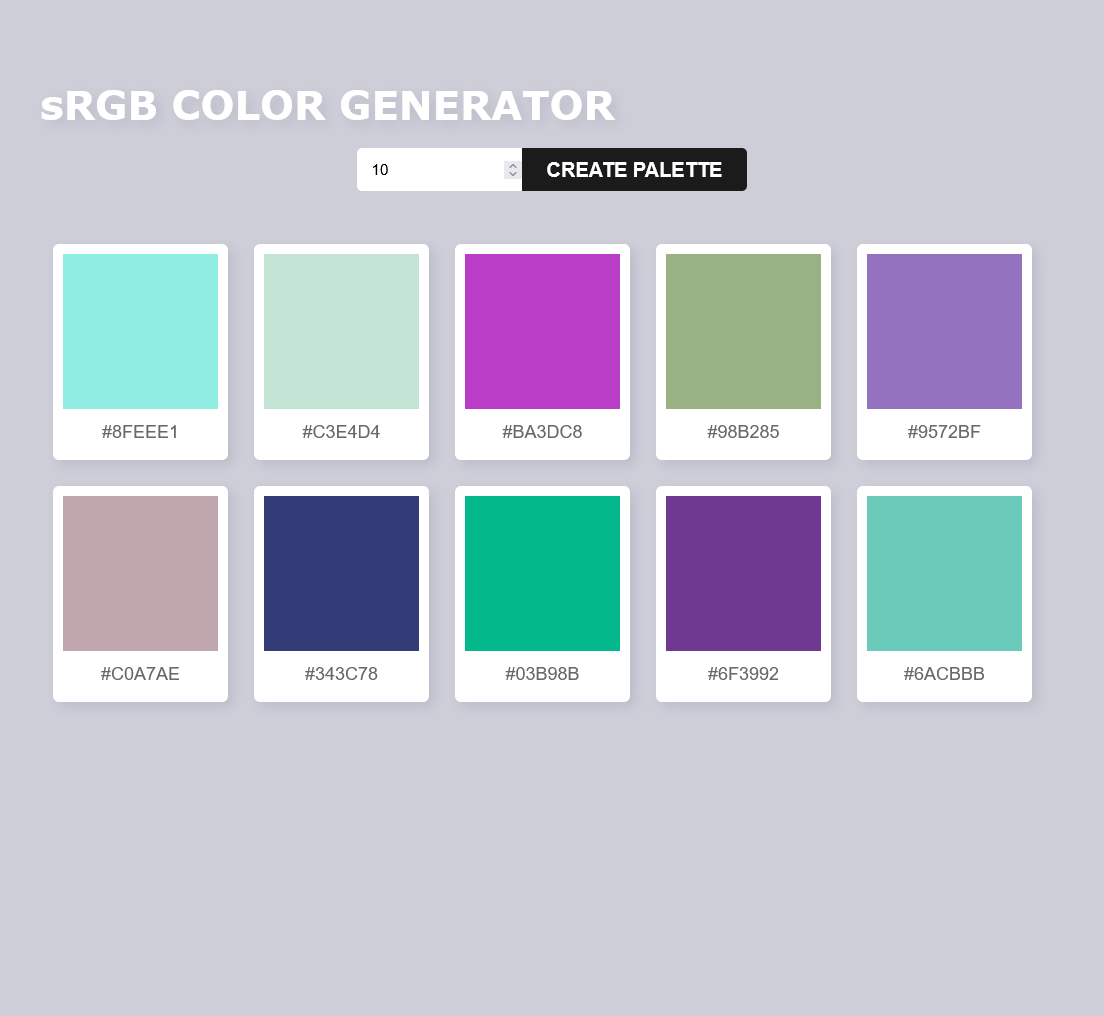 sRGB COLOR GENERATOR
10 CREATE PALETTE
#8FEEE1 #C3E4D4 #BA3DC8 #98B285 #9572BF
#C0A7AE #343C78 #03B98B #6F3992 #6ACBBB